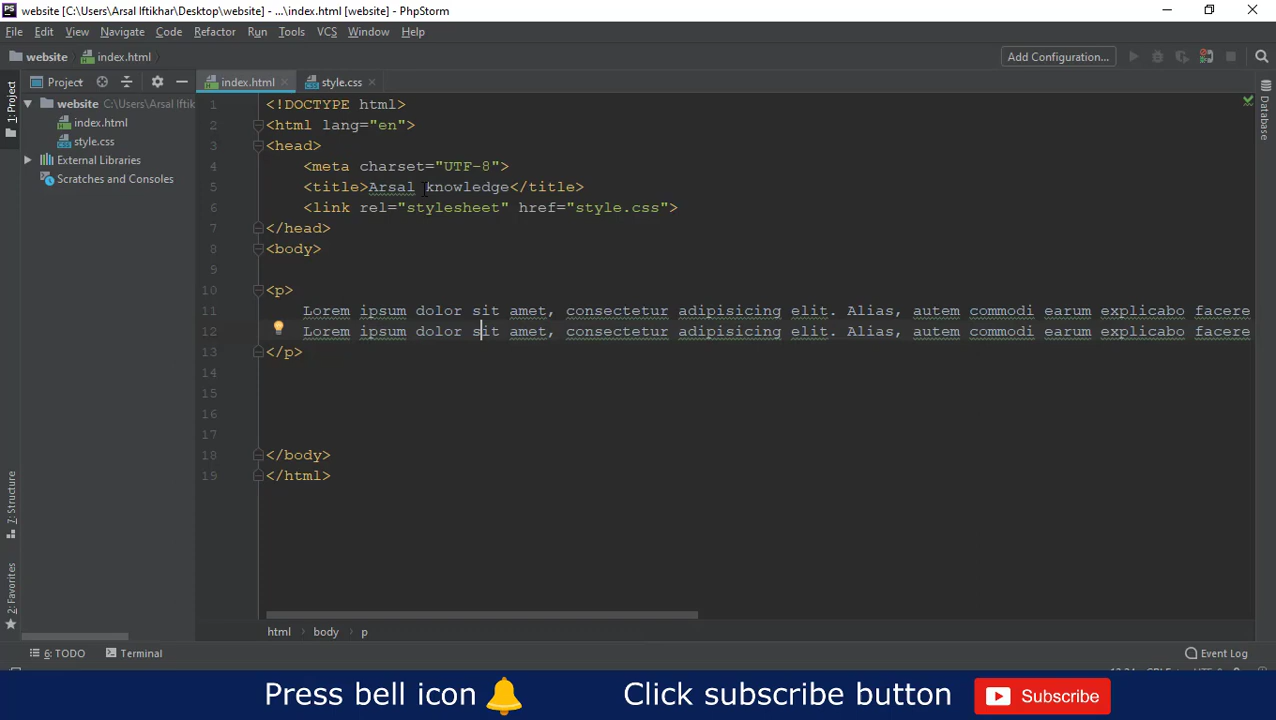 website [C:\Users\Arsal Iftikhar\Desktop\website] - ...\index.html [website] - PhpStorm
File Edit View Navigate Code Refactor Run Tools VCS Window Help
website index.html Add Configuration...
1: Project
Project
index.html style.css
website C:\Users\Arsal Iftik
index.html
style.css
External Libraries
Scratches and Consoles
1 <!DOCTYPE html>
2 <html lang="en">
3 <head>
4 <meta charset="UTF-8">
5 <title>Arsal knowledge</title>
6 <link rel="stylesheet" href="style.css">
7 </head>
8 <body>
9
10 <p>
11 Lorem ipsum dolor sit amet, consectetur adipisicing elit. Alias, autem commodi earum explicabo facere
12 Lorem ipsum dolor sit amet, consectetur adipisicing elit. Alias, autem commodi earum explicabo facere
13 </p>
14
15
16
17
18 </body>
19 </html>
Database
7: Structure
2: Favorites
html body p
6: TODO Terminal Event Log
Press bell icon Click subscribe button Subscribe